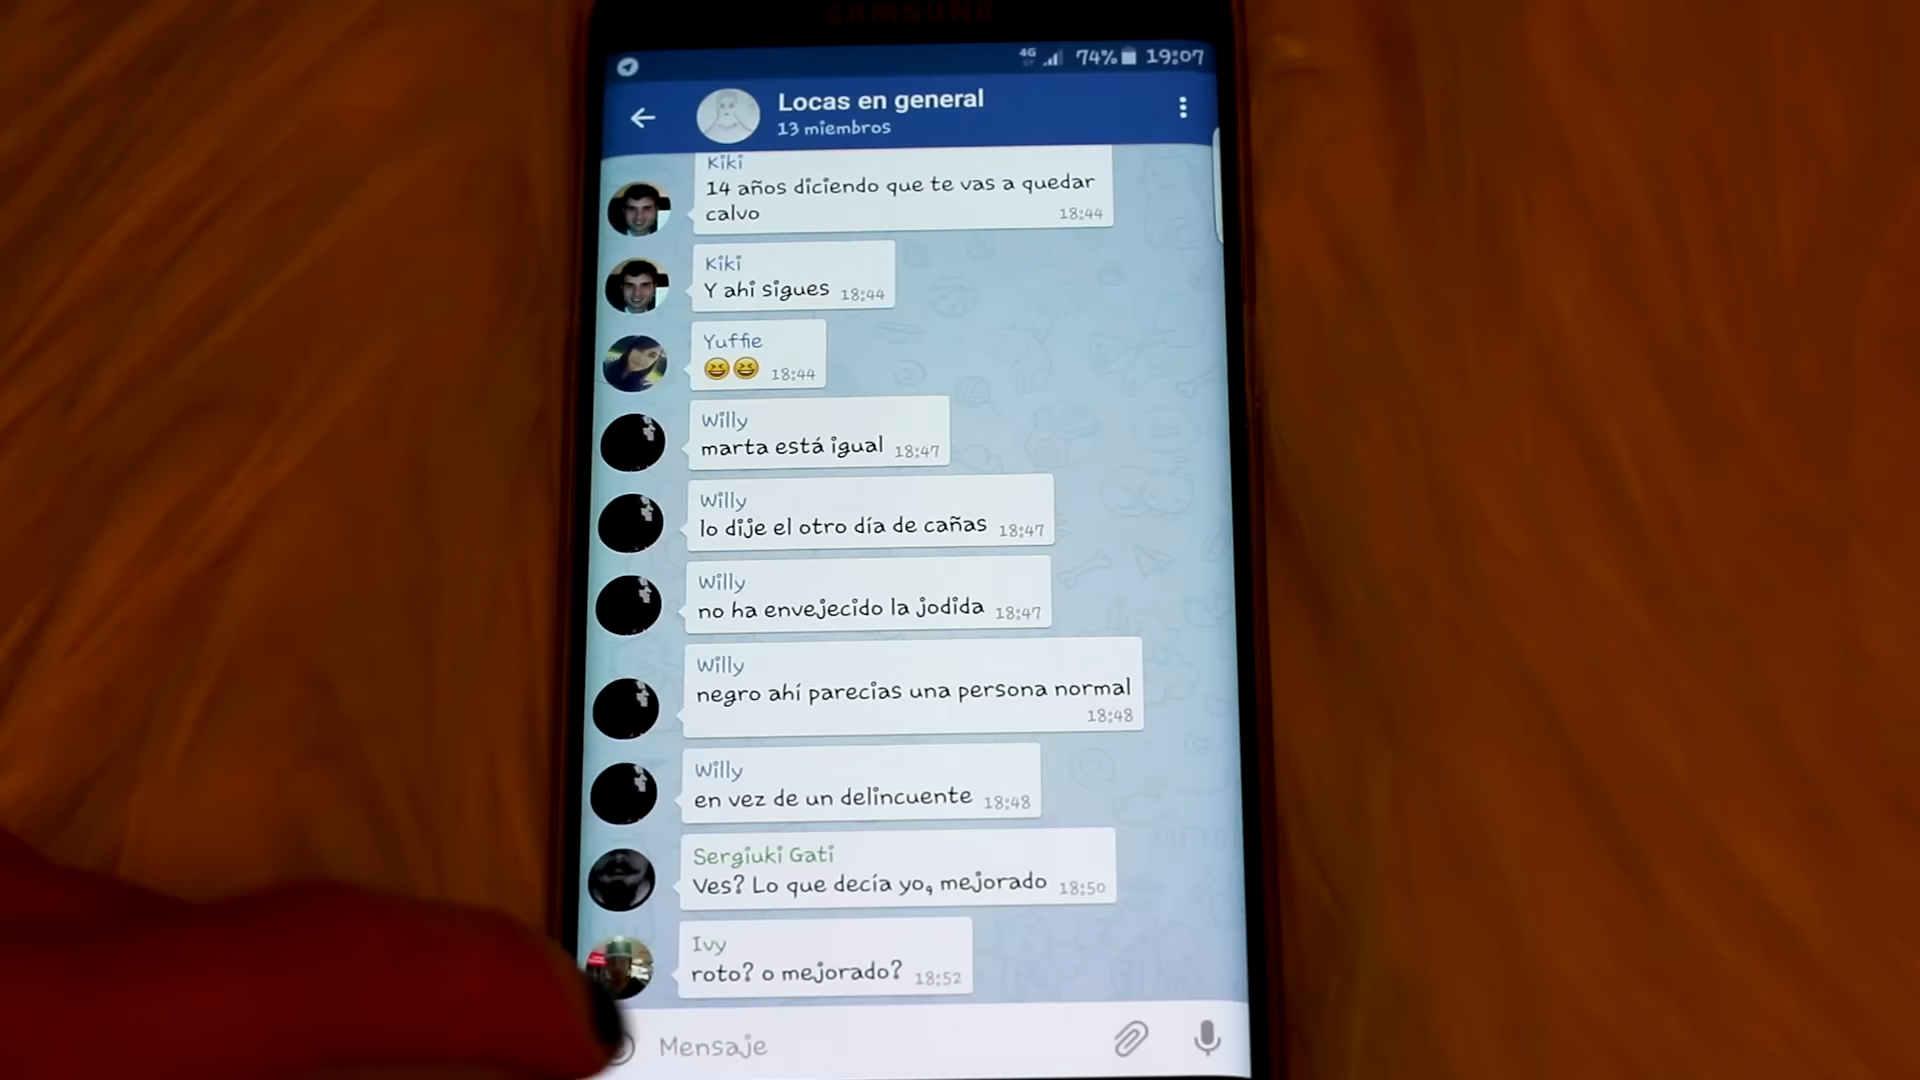 SAMSUNG
4G 74% 19:07
Locas en general
13 miembros
Kiki
14 años diciendo que te vas a quedar
calvo 18:44
Kiki
Y ahi sigues 18:44
Yuffie
😆😆 18:44
Willy
marta está igual 18:47
Willy
lo dije el otro día de cañas 18:47
Willy
no ha envejecido la jodida 18:47
Willy
negro ahí parecias una persona normal
18:48
Willy
en vez de un delincuente 18:48
Sergiuki Gati
Ves? Lo que decía yo, mejorado 18:50
Ivy
roto? o mejorado? 18:52
Mensaje